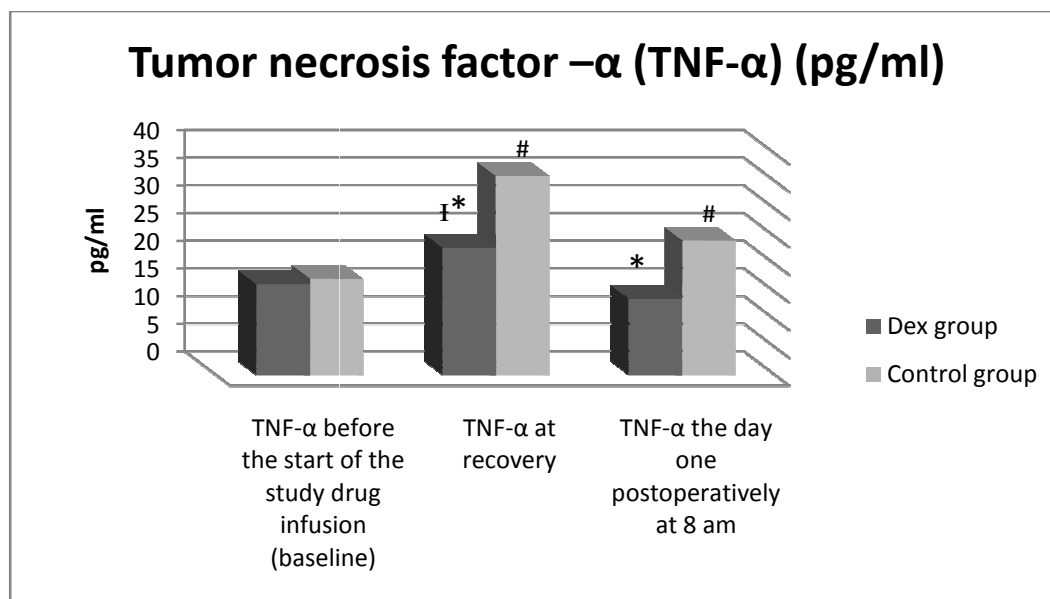 Tumor necrosis factor –α (TNF-α) (pg/ml)
pg/ml
40
35
30
25
20
15
10
5
0
Ɨ*
#
*
#
Dex group
Control group
TNF-α before
the start of the
study drug
infusion
(baseline)
TNF-α at
recovery
TNF-α the day
one
postoperatively
at 8 am